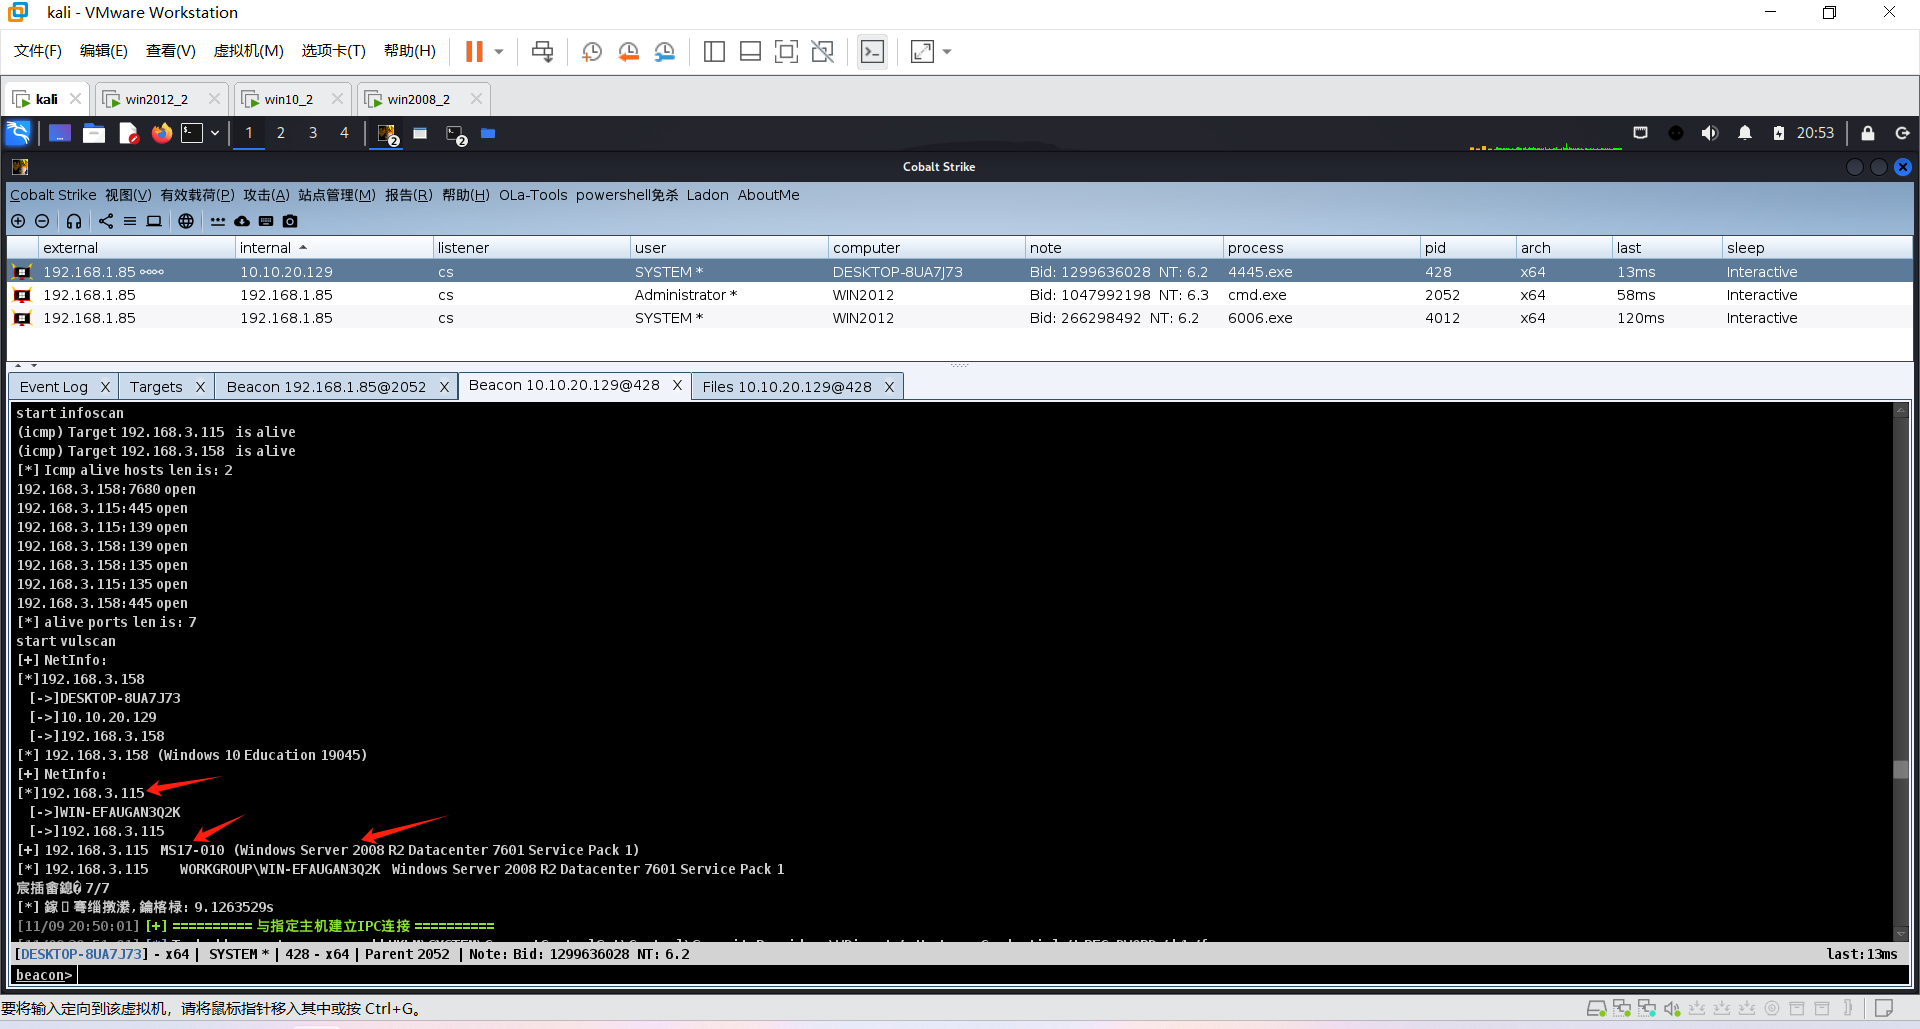 kali - VMware Workstation
文件(F) 编辑(E) 查看(V) 虚拟机(M) 选项卡(T) 帮助(H)
kali win2012_2 win10_2 win2008_2
1 2 3 4 2 2 20:53
Cobalt Strike
Cobalt Strike 视图(V) 有效载荷(P) 攻击(A) 站点管理(M) 报告(R) 帮助(H) OLa-Tools powershell免杀 Ladon AboutMe
external internal listener user computer note process pid arch last sleep
192.168.1.85 10.10.20.129 cs SYSTEM * DESKTOP-8UA7J73 Bid: 1299636028 NT: 6.2 4445.exe 428 x64 13ms Interactive
192.168.1.85 192.168.1.85 cs Administrator * WIN2012 Bid: 1047992198 NT: 6.3 cmd.exe 2052 x64 58ms Interactive
192.168.1.85 192.168.1.85 cs SYSTEM * WIN2012 Bid: 266298492 NT: 6.2 6006.exe 4012 x64 120ms Interactive
Event Log X Targets X Beacon 192.168.1.85@2052 X Beacon 10.10.20.129@428 X Files 10.10.20.129@428 X
start infoscan
(icmp) Target 192.168.3.115 is alive
(icmp) Target 192.168.3.158 is alive
[*] Icmp alive hosts len is: 2
192.168.3.158:7680 open
192.168.3.115:445 open
192.168.3.115:139 open
192.168.3.158:139 open
192.168.3.158:135 open
192.168.3.115:135 open
192.168.3.158:445 open
[*] alive ports len is: 7
start vulscan
[+] NetInfo:
[*]192.168.3.158
[->]DESKTOP-8UA7J73
[->]10.10.20.129
[->]192.168.3.158
[*] 192.168.3.158 (Windows 10 Education 19045)
[+] NetInfo:
[*]192.168.3.115
[->]WIN-EFAUGAN3Q2K
[->]192.168.3.115
[+] 192.168.3.115 MS17-010 (Windows Server 2008 R2 Datacenter 7601 Service Pack 1)
[*] 192.168.3.115 WORKGROUP\WIN-EFAUGAN3Q2K Windows Server 2008 R2 Datacenter 7601 Service Pack 1
7/7
[*] 9.1263529s
[11/09 20:50:01] [+] ========== 与指定主机建立IPC连接 ==========
[DESKTOP-8UA7J73] - x64 | SYSTEM * | 428 - x64 | Parent 2052 | Note: Bid: 1299636028 NT: 6.2 last:13ms
beacon>
要将输入定向到该虚拟机，请将鼠标指针移入其中或按 Ctrl+G。